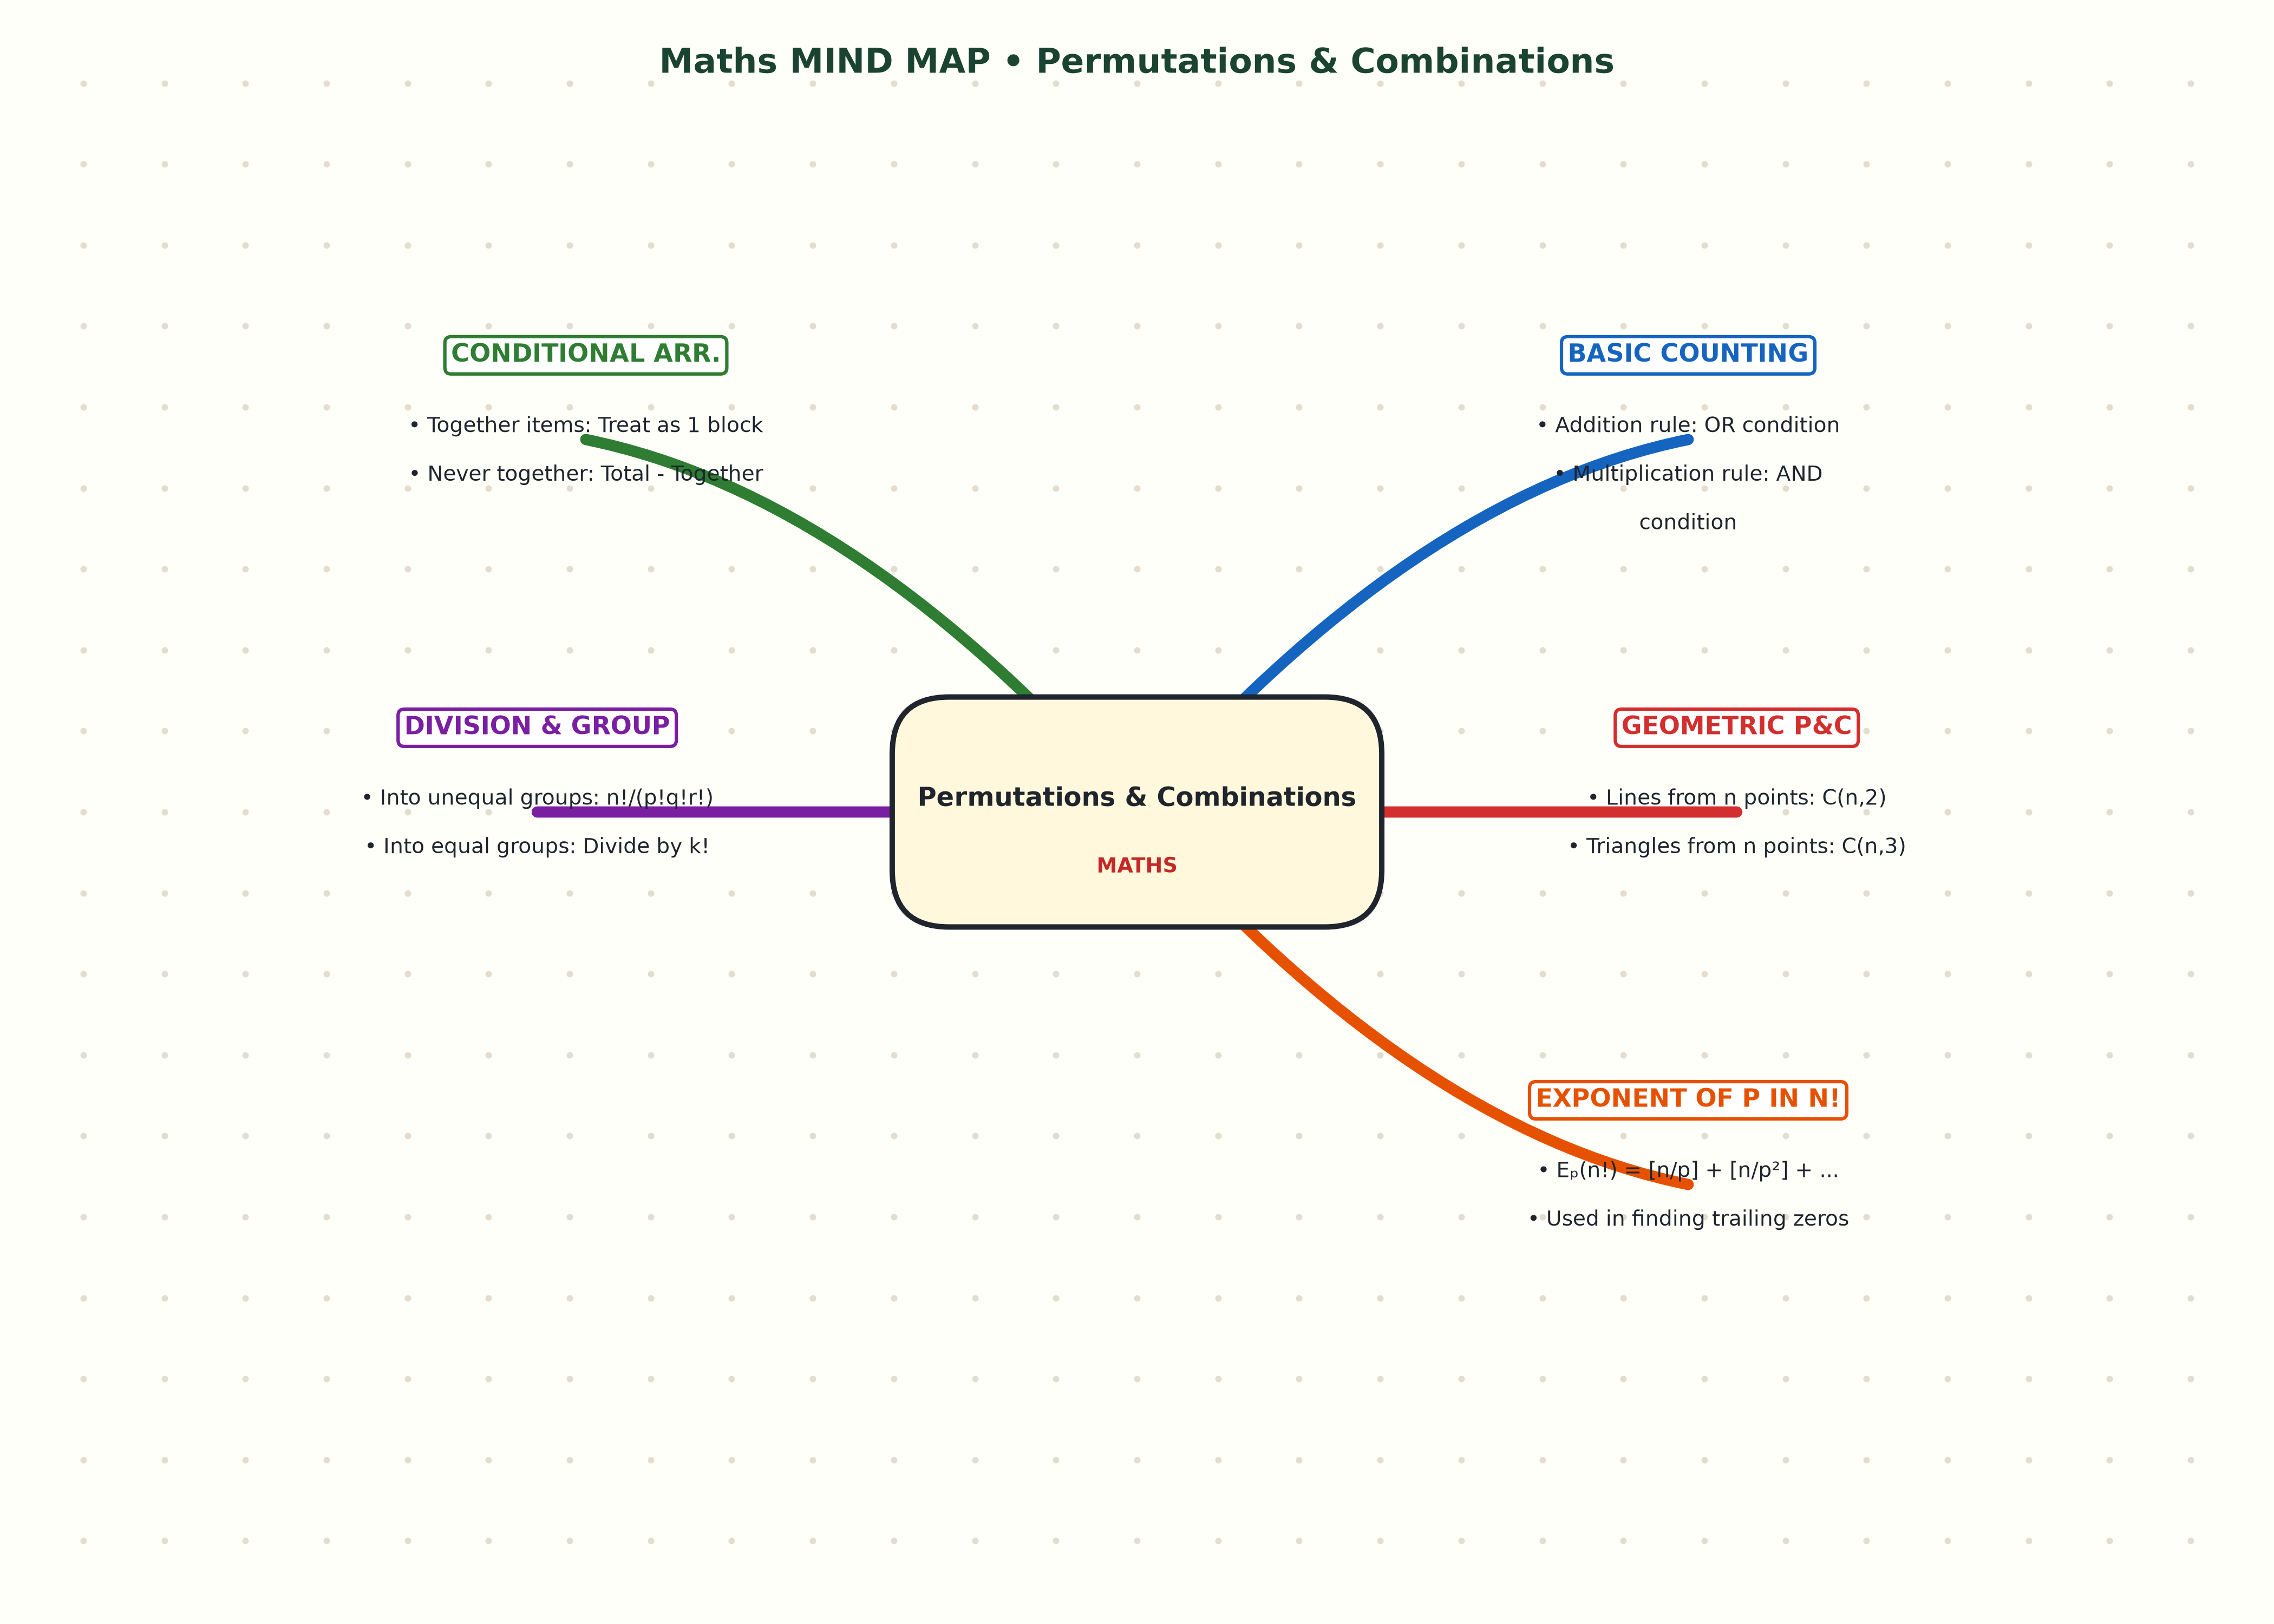 Maths MIND MAP • Permutations & Combinations
CONDITIONAL ARR.
• Together items: Treat as 1 block
• Never together: Total - Together
BASIC COUNTING
• Addition rule: OR condition
• Multiplication rule: AND
condition
DIVISION & GROUP
• Into unequal groups: n!/(p!q!r!)
• Into equal groups: Divide by k!
Permutations & Combinations
MATHS
GEOMETRIC P&C
• Lines from n points: C(n,2)
• Triangles from n points: C(n,3)
EXPONENT OF P IN N!
• Eₚ(n!) = [n/p] + [n/p²] + ...
• Used in finding trailing zeros